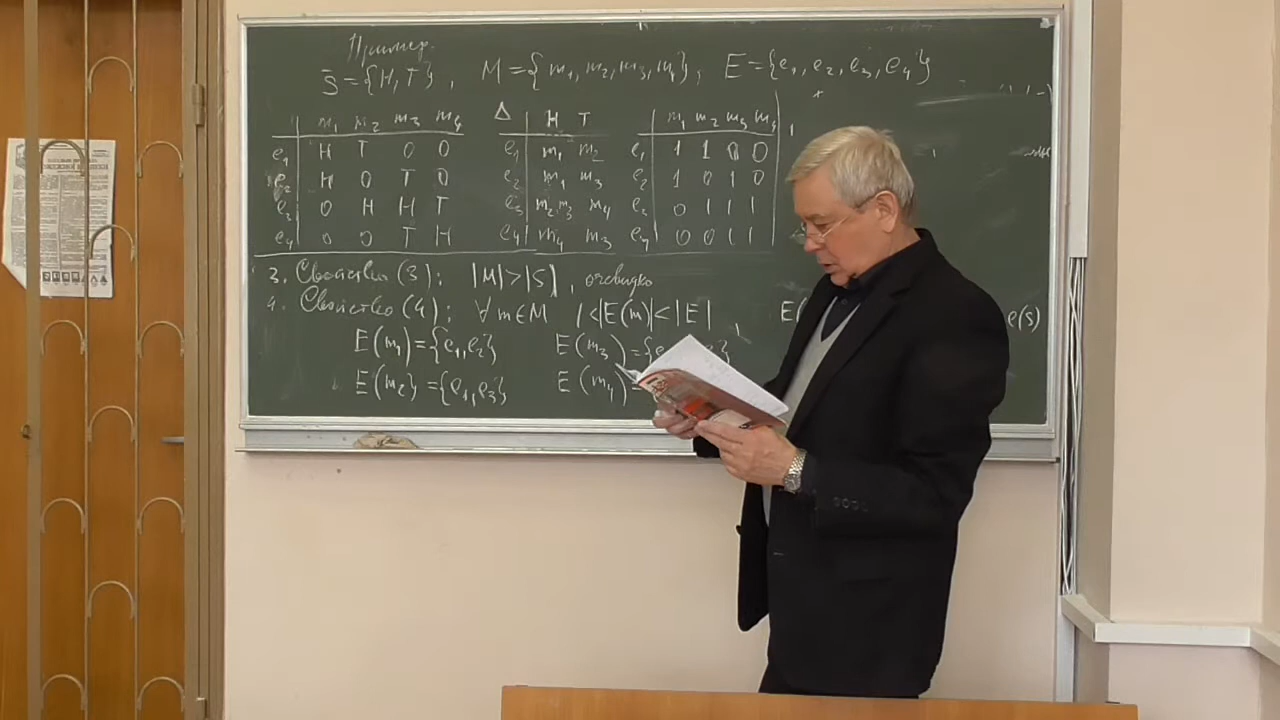 Пример.
S = {H, T}, M = {m₁, m₂, m₃, m₄}, E = {e₁, e₂, e₃, e₄}
m₁ m₂ m₃ m₄ Δ H T m₁ m₂ m₃ m₄
e₁ H T 0 0 e₁ m₁ m₂ e₁ 1 1 0 0
e₂ H 0 T 0 e₂ m₁ m₃ e₂ 1 0 1 0
e₃ 0 H H T e₃ m₂ m₃ m₄ e₃ 0 1 1 1
e₄ 0 0 T H e₄ m₄ m₃ e₄ 0 0 1 1
3. Свойство (3): |M| > |S|, очевидно
4. Свойство (4): ∀ m ∈ M 1 < |E(m)| < |E| E( e(s)
E(m₁) = {e₁, e₂} E(m₃) = {e
E(m₂} = {e₁, e₃} E(m₄) =